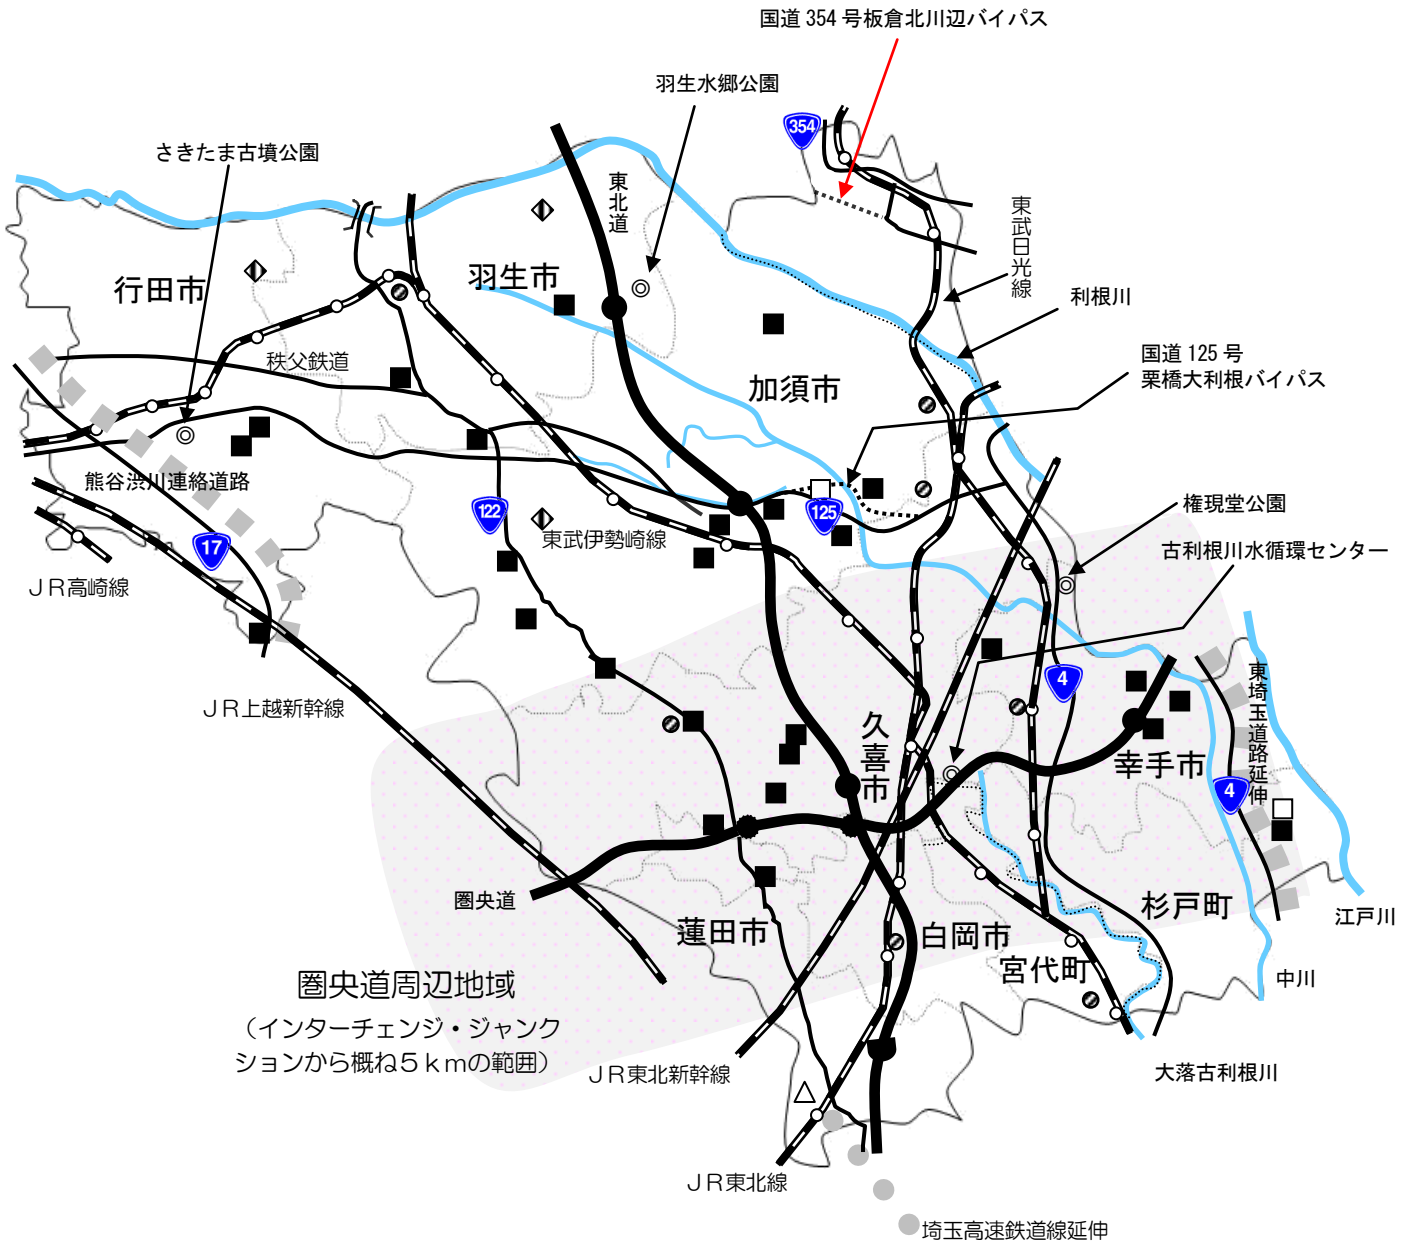 国道 354 号板倉北川辺バイパス
羽生水郷公園
354
さきたま古墳公園
東北道
東武日光線
行田市
羽生市
利根川
国道 125 号
栗橋大利根バイパス
秩父鉄道
加須市
熊谷渋川連絡道路
122
125
権現堂公園
17
東武伊勢崎線
古利根川水循環センター
ＪＲ高崎線
4
東埼玉道路延伸
ＪＲ上越新幹線
久喜市
幸手市
4
圏央道
蓮田市
白岡市
杉戸町
江戸川
宮代町
中川
圏央道周辺地域
（インターチェンジ・ジャンク
ションから概ね５ｋｍの範囲）
ＪＲ東北新幹線
大落古利根川
ＪＲ東北線
埼玉高速鉄道線延伸